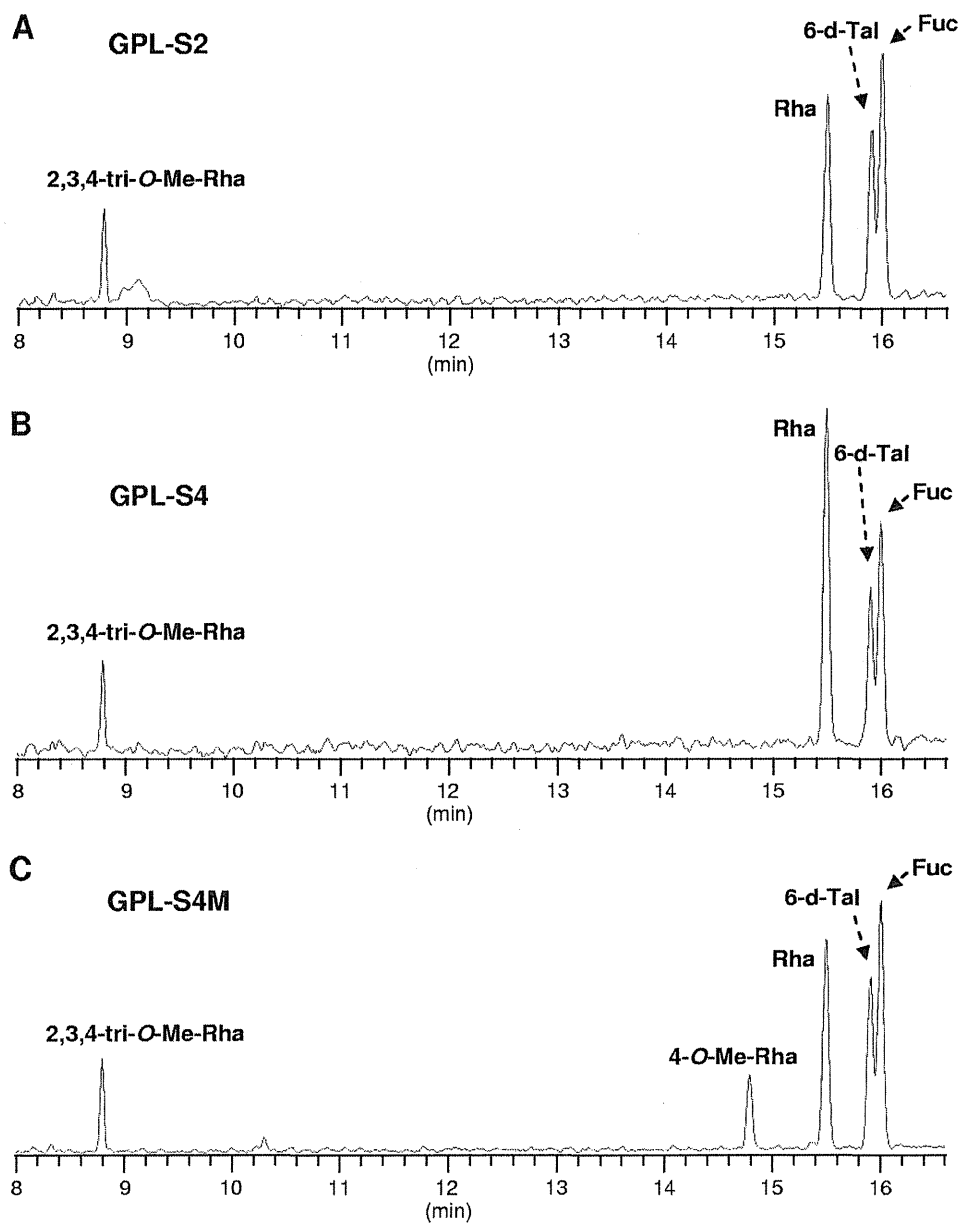 A
GPL-S2
6-d-Tal
Fuc
Rha
2,3,4-tri-O-Me-Rha
8 9 10 11 12 13 14 15 16
(min)
B
GPL-S4
Rha
6-d-Tal
Fuc
2,3,4-tri-O-Me-Rha
8 9 10 11 12 13 14 15 16
(min)
C
GPL-S4M
Fuc
6-d-Tal
Rha
2,3,4-tri-O-Me-Rha
4-O-Me-Rha
8 9 10 11 12 13 14 15 16
(min)